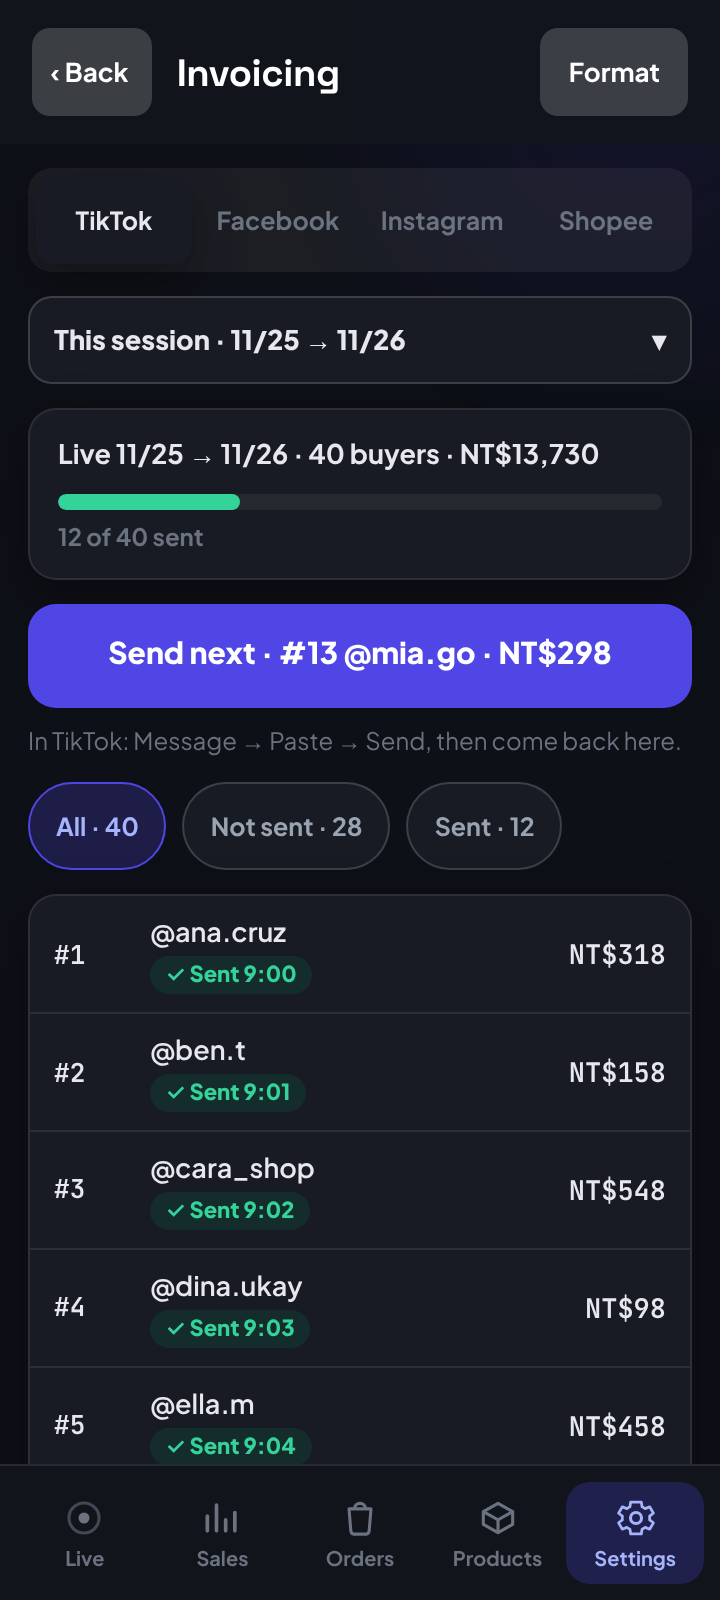 ‹ Back
Invoicing
Format
TikTok
Facebook
Instagram
Shopee
This session · 11/25 → 11/26 ▼
Live 11/25 → 11/26 · 40 buyers · NT$13,730
12 of 40 sent
Send next · #13 @mia.go · NT$298
In TikTok: Message → Paste → Send, then come back here.
All · 40
Not sent · 28
Sent · 12
#1
@ana.cruz
✓ Sent 9:00
NT$318
#2
@ben.t
✓ Sent 9:01
NT$158
#3
@cara_shop
✓ Sent 9:02
NT$548
#4
@dina.ukay
✓ Sent 9:03
NT$98
#5
@ella.m
✓ Sent 9:04
NT$458
Live
Sales
Orders
Products
Settings